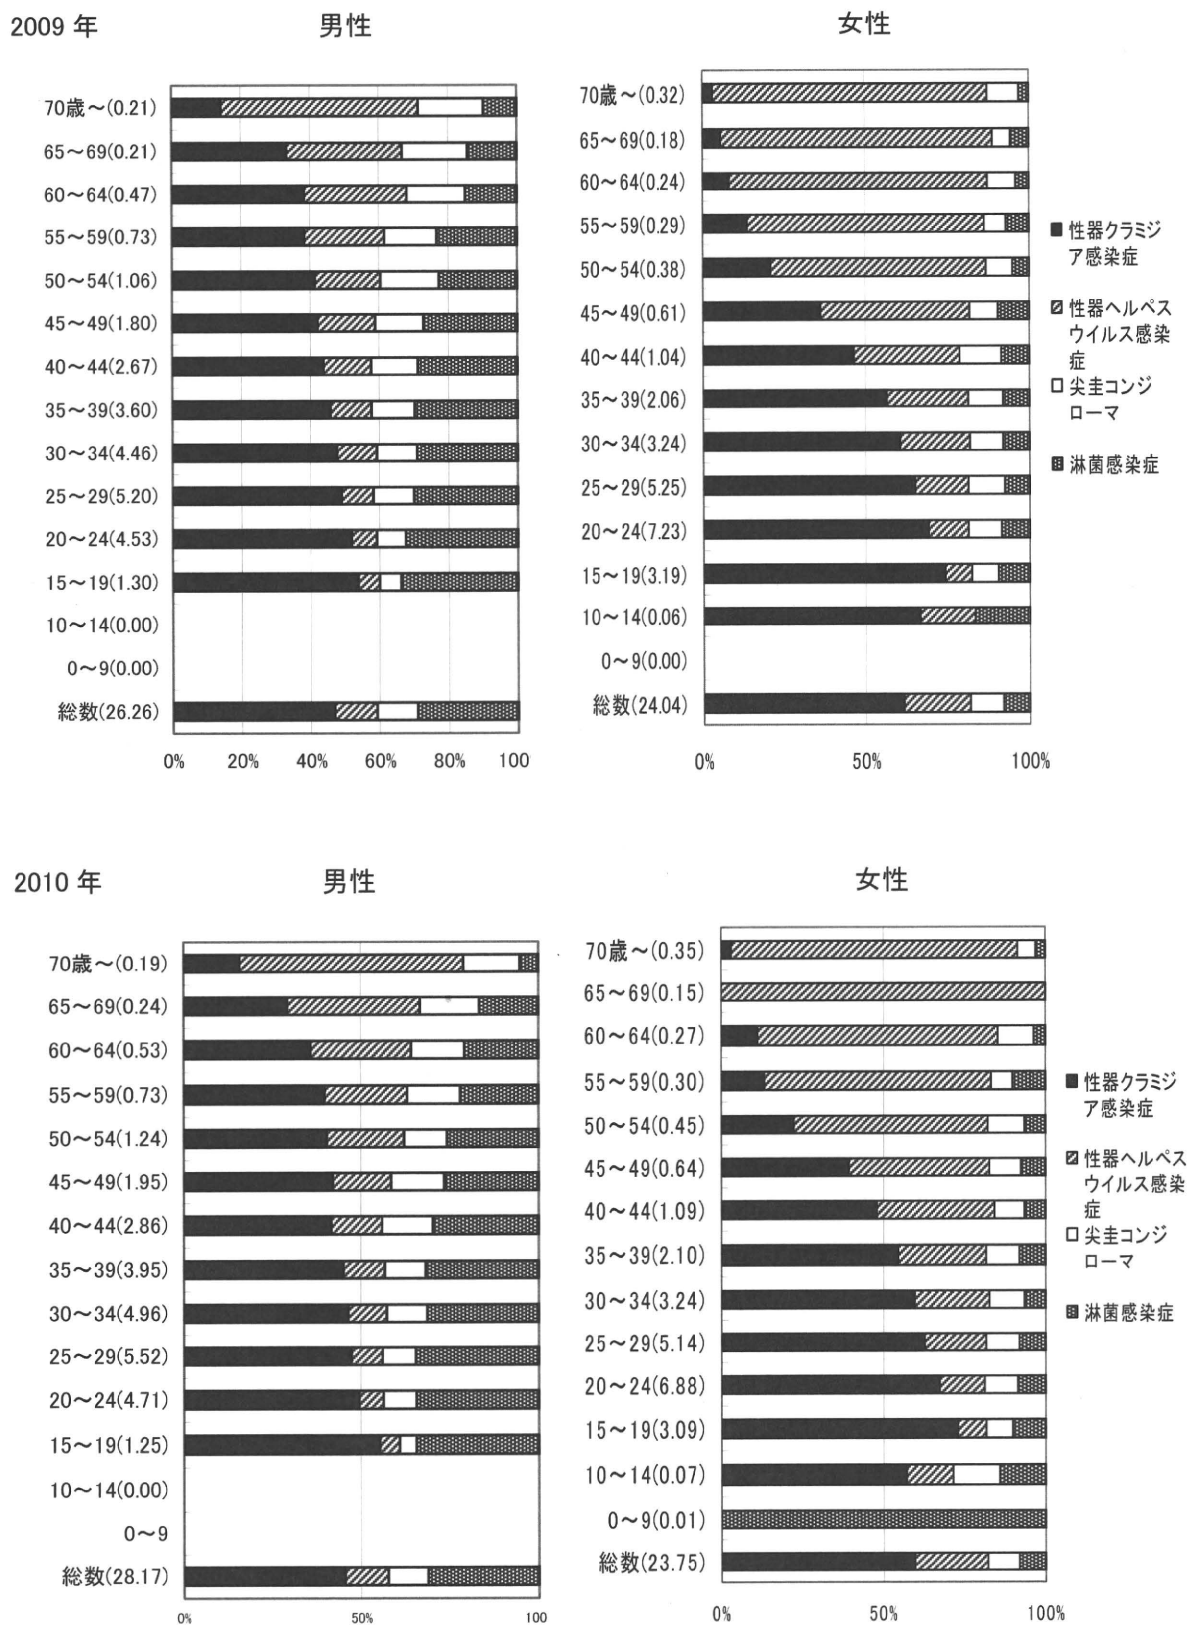 2009 年
男性
女性
70歳～(0.21)
65～69(0.21)
60～64(0.47)
55～59(0.73)
50～54(1.06)
45～49(1.80)
40～44(2.67)
35～39(3.60)
30～34(4.46)
25～29(5.20)
20～24(4.53)
15～19(1.30)
10～14(0.00)
0～9(0.00)
総数(26.26)
0%
20%
40%
60%
80%
100
70歳～(0.32)
65～69(0.18)
60～64(0.24)
55～59(0.29)
50～54(0.38)
45～49(0.61)
40～44(1.04)
35～39(2.06)
30～34(3.24)
25～29(5.25)
20～24(7.23)
15～19(3.19)
10～14(0.06)
0～9(0.00)
総数(24.04)
0%
50%
100%
性器クラミジ
ア感染症
性器ヘルペス
ウイルス感染
症
尖圭コンジ
ローマ
淋菌感染症
2010 年
男性
女性
70歳～(0.19)
65～69(0.24)
60～64(0.53)
55～59(0.73)
50～54(1.24)
45～49(1.95)
40～44(2.86)
35～39(3.95)
30～34(4.96)
25～29(5.52)
20～24(4.71)
15～19(1.25)
10～14(0.00)
0～9
総数(28.17)
0%
50%
100
70歳～(0.35)
65～69(0.15)
60～64(0.27)
55～59(0.30)
50～54(0.45)
45～49(0.64)
40～44(1.09)
35～39(2.10)
30～34(3.24)
25～29(5.14)
20～24(6.88)
15～19(3.09)
10～14(0.07)
0～9(0.01)
総数(23.75)
0%
50%
100%
性器クラミジ
ア感染症
性器ヘルペス
ウイルス感染
症
尖圭コンジ
ローマ
淋菌感染症